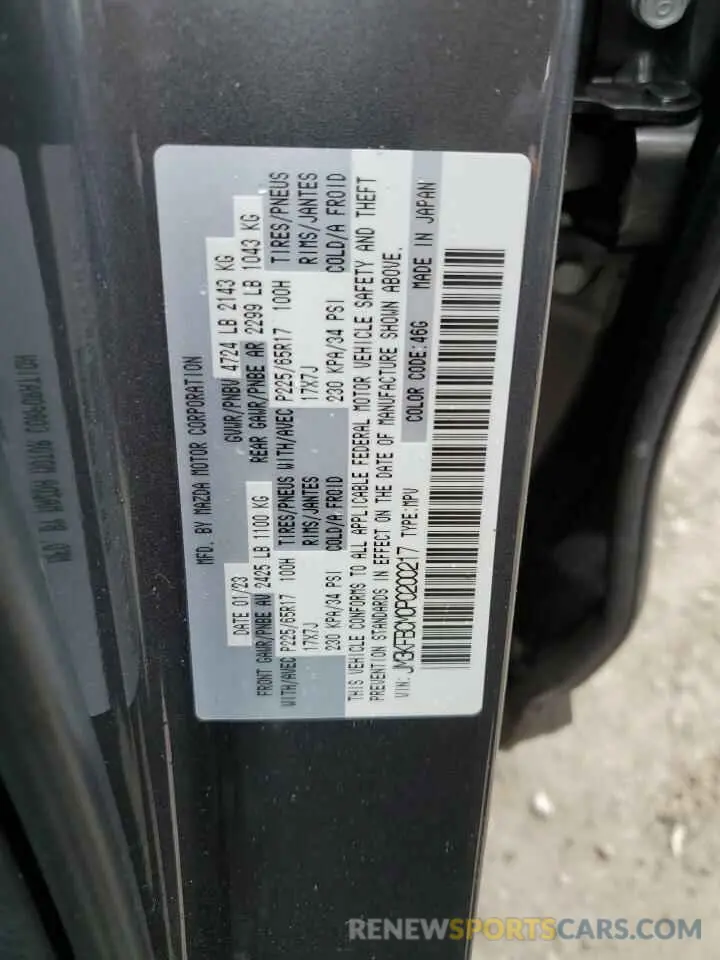 MFD. BY MAZDA MOTOR CORPORATION
DATE 01/23 GVWR/PNBV 4724 LB 2143 KG
FRONT GAWR/PNBE AV 2425 LB 1100 KG REAR GAWR/PNBE AR 2299 LB 1043 KG
WITH/AVEC P225/65R17 100H TIRES/PNEUS WITH/AVEC P225/65R17 100H TIRES/PNEUS
17X7J RIMS/JANTES 17X7J RIMS/JANTES
230 KPA/34 PSI COLD/A FROID 230 KPA/34 PSI COLD/A FROID
THIS VEHICLE CONFORMS TO ALL APPLICABLE FEDERAL MOTOR VEHICLE SAFETY AND THEFT
PREVENTION STANDARDS IN EFFECT ON THE DATE OF MANUFACTURE SHOWN ABOVE.
VIN: JM3KFBCM0P0200217 TYPE:MPV COLOR CODE:46G MADE IN JAPAN
RENEWSPORTSCARS.COM